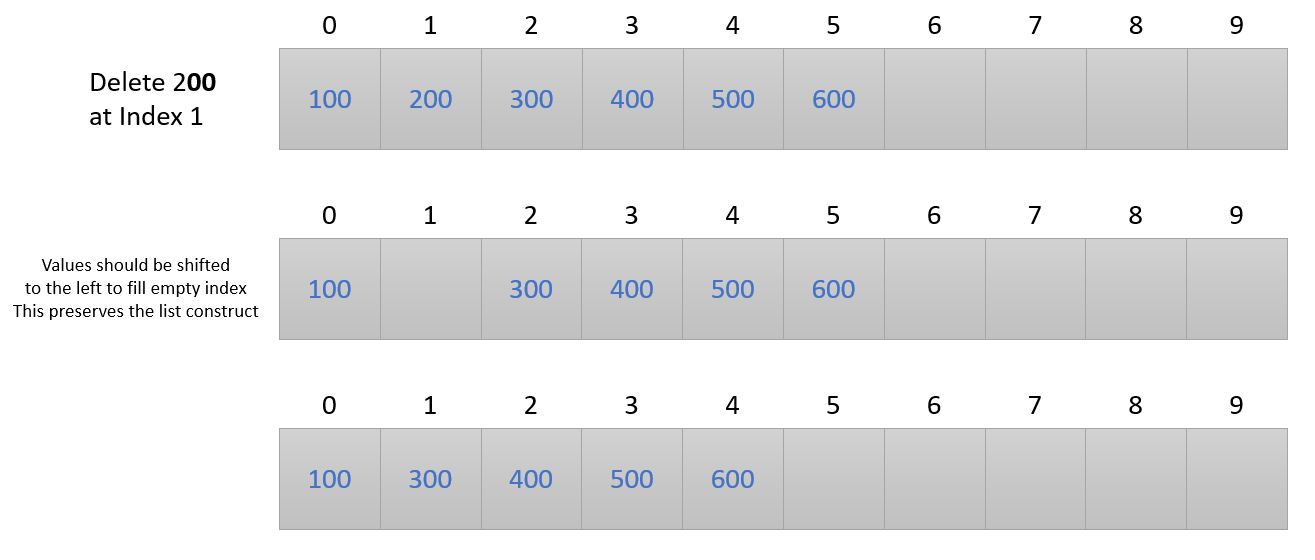 0 1 2 3 4 5 6 7 8 9
Delete 200
at Index 1
100 200 300 400 500 600
0 1 2 3 4 5 6 7 8 9
Values should be shifted
to the left to fill empty index
This preserves the list construct
100 300 400 500 600
0 1 2 3 4 5 6 7 8 9
100 300 400 500 600